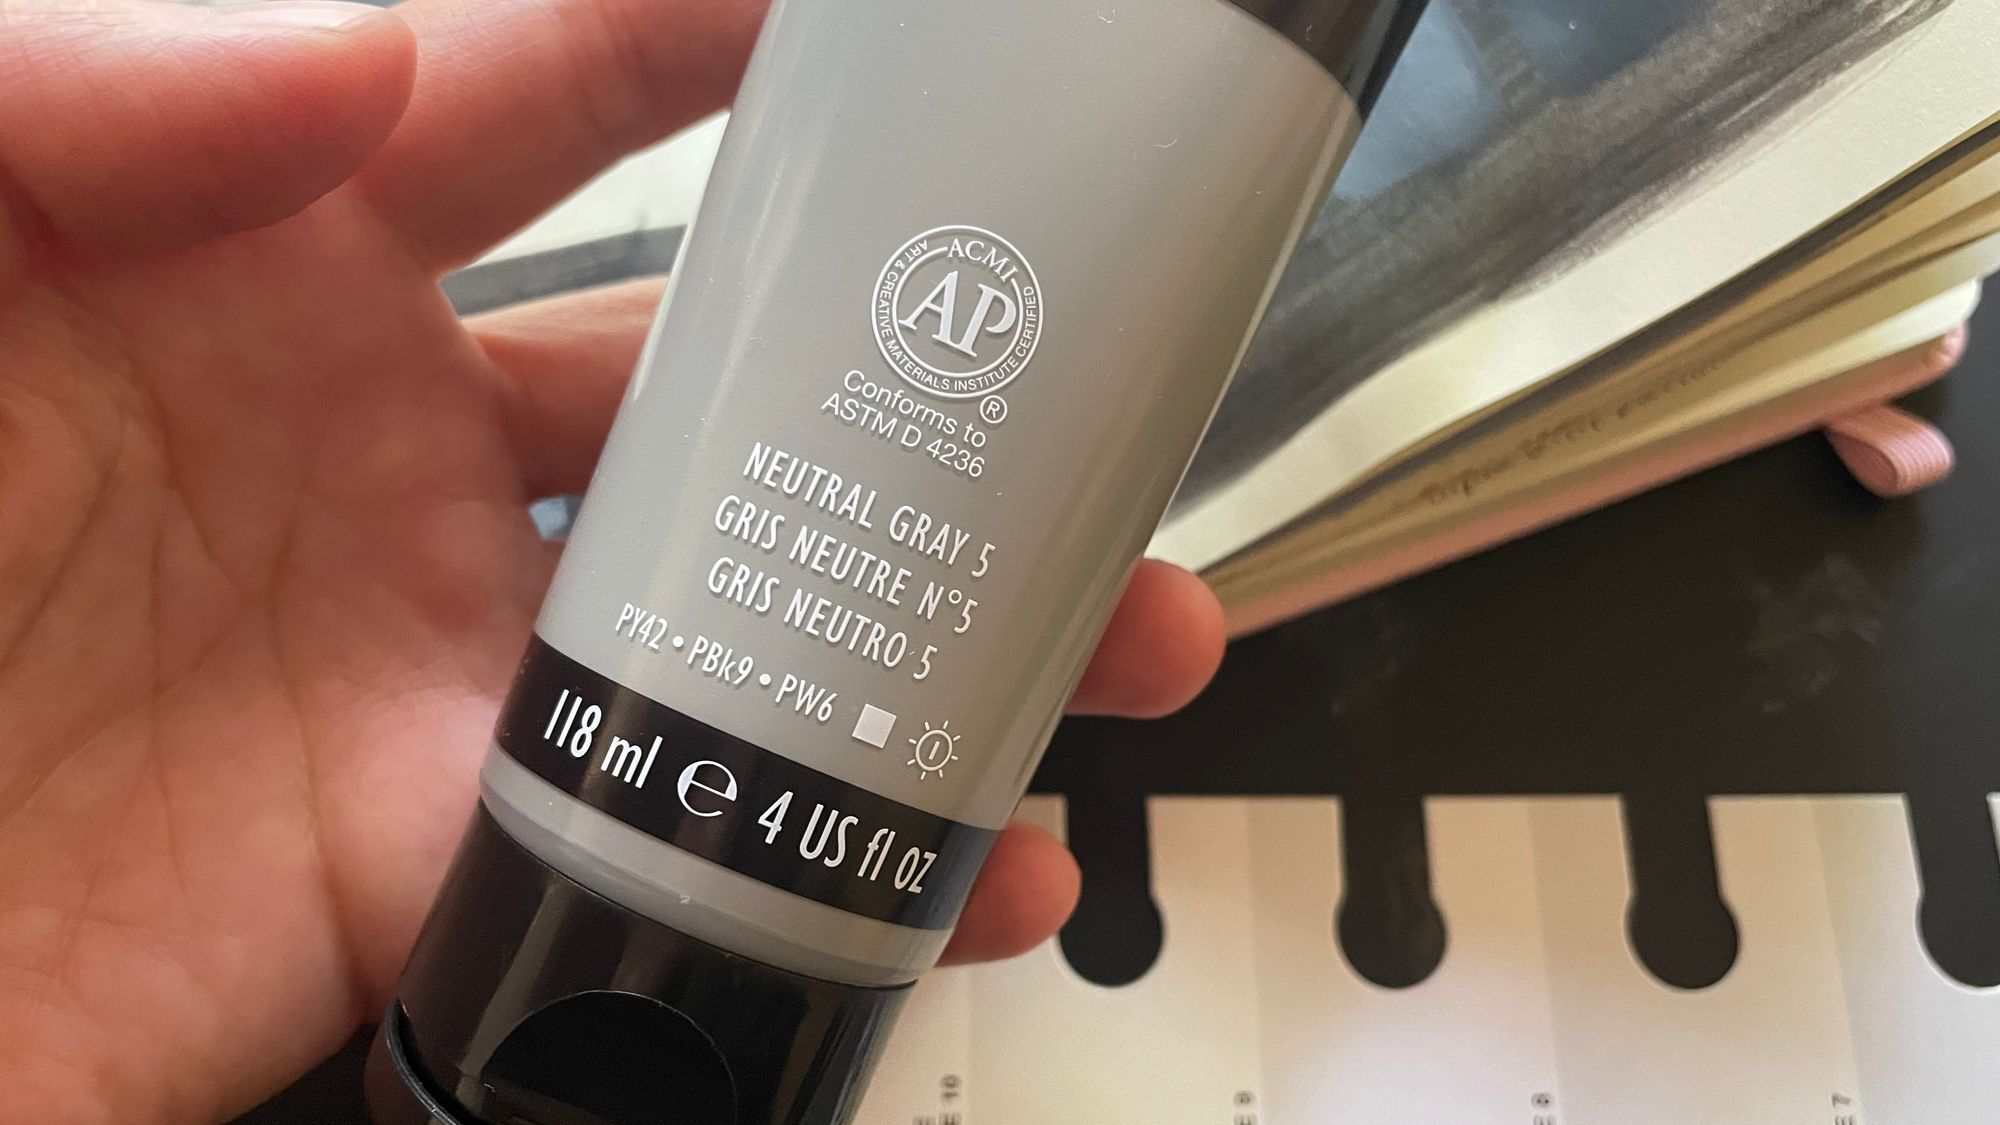 ACMI
ART & CREATIVE MATERIALS INSTITUTE CERTIFIED
AP
®
Conforms to
ASTM D 4236
NEUTRAL GRAY 5
GRIS NEUTRE N°5
GRIS NEUTRO 5
PY42 • PBk9 • PW6
I
118 ml ℮ 4 US fl oz